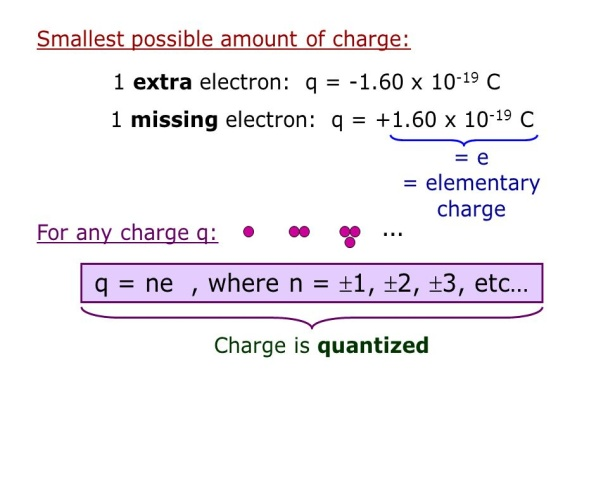 Smallest possible amount of charge:
1 extra electron:  q = -1.60 x 10⁻¹⁹ C
1 missing electron:  q = +1.60 x 10⁻¹⁹ C
= e
= elementary
charge
For any charge q: ...
q = ne  , where n = ±1, ±2, ±3, etc…
Charge is quantized